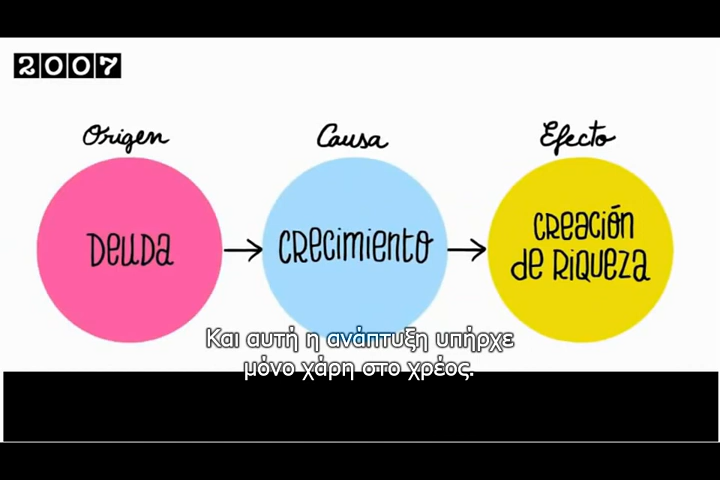 2007
Origen
Causa
Efecto
DEUDA
CRECIMIENTO
CREACIÓN
DE RIQUEZA
Και αυτή η ανάπτυξη υπήρχε
μόνο χάρη στο χρέος.